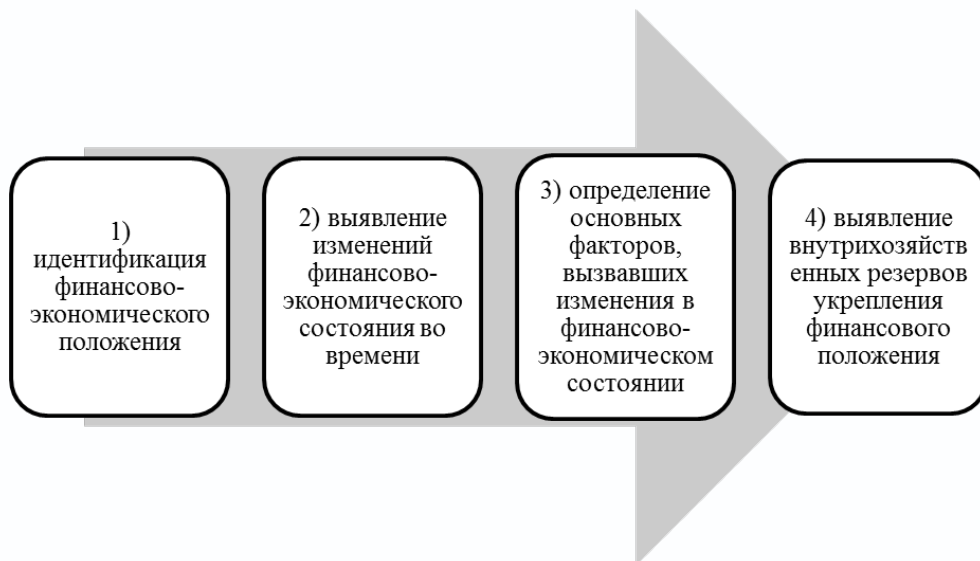 1)
идентификация
финансово-
экономического
положения
2) выявление
изменений
финансово-
экономического
состояния во
времени
3) определение
основных
факторов,
вызвавших
изменения в
финансово-
экономическом
состоянии
4) выявление
внутрихозяйств
енных резервов
укрепления
финансового
положения